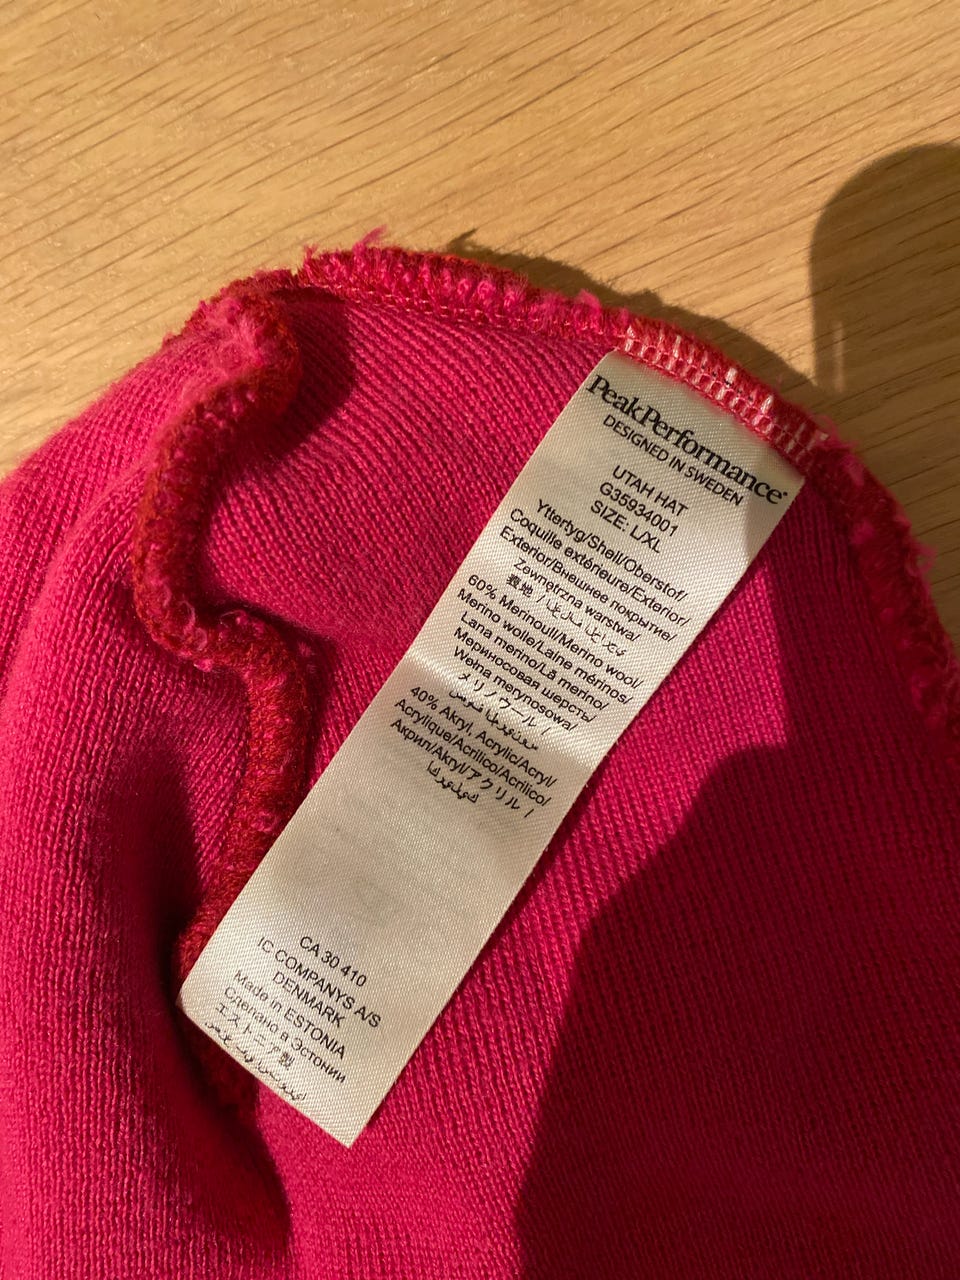 PeakPerformance®
DESIGNED IN SWEDEN
UTAH HAT
G35934001
SIZE: L/XL
Yttertyg/Shell/Oberstof/
Coquille extérieure/Exterior/
Exterior/Внешнее покрытие/
Zewnętrzna warstwa/
表地 /
60% Merinoull/Merino wool/
Merino wolle/Laine mérinos/
Lana merino/Lã merino/
Мериносовая шерсть/
Wełna merynosowa/
メリノウール /
40% Akryl, Acrylic/Acryl/
Acrylique/Acrílico/Acrílico/
Акрил/Akryl/アクリル /
CA 30 410
IC COMPANYS A/S
DENMARK
Made in ESTONIA
Сделано в Эстонии
エストニア製